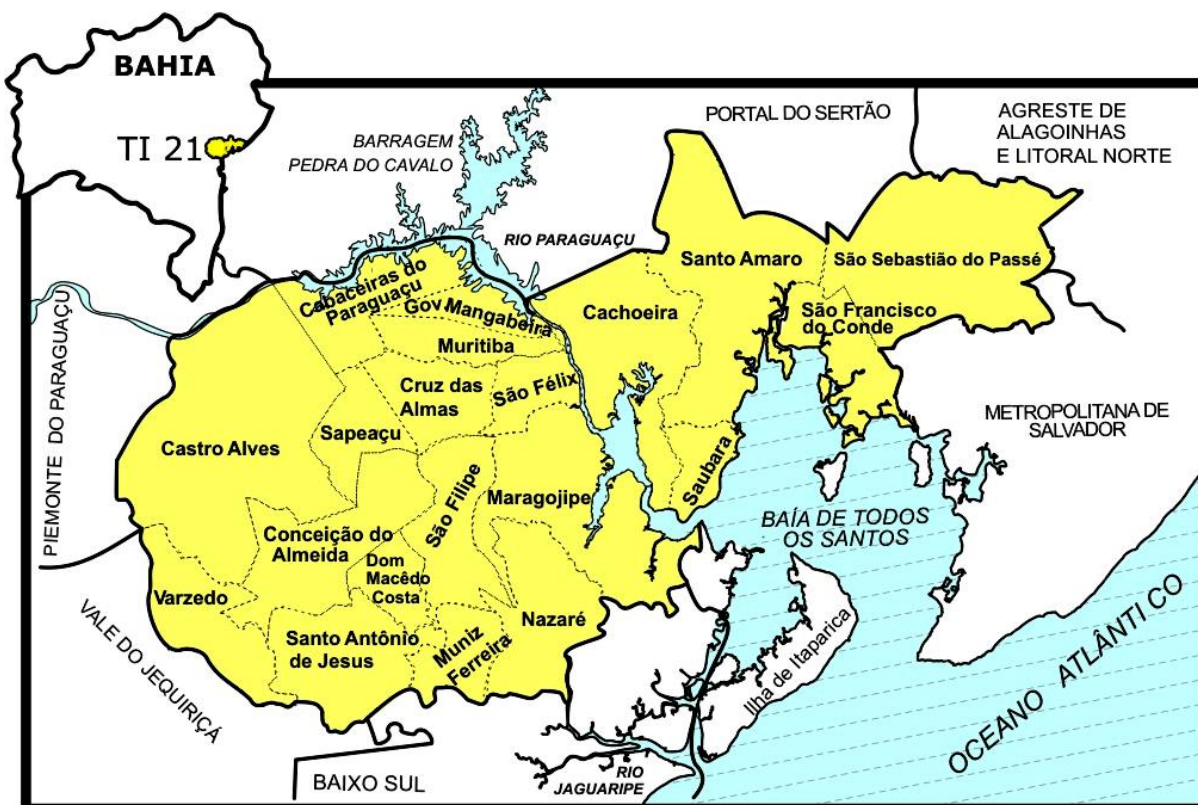 BAHIA
TI 21
BARRAGEM
PEDRA DO CAVALO
PORTAL DO SERTÃO
AGRESTE DE
ALAGOINHAS
E LITORAL NORTE
RIO PARAGUAÇU
PIEMONTE DO PARAGUAÇU
Cabaceiras do
Paraguaçu
Gov Mangabeira
Muritiba
Cachoeira
Santo Amaro
São Sebastião do Passé
São Francisco
do Conde
Cruz das
Almas
São Félix
Castro Alves
Sapeaçu
São Filipe
Maragojipe
Saubara
METROPOLITANA DE
SALVADOR
BAÍA DE TODOS
OS SANTOS
Conceição do
Almeida
Dom
Macêdo
Costa
Varzedo
Santo Antônio
de Jesus
Muniz
Ferreira
Nazaré
VALE DO JEQUIRIÇÁ
Ilha de Itaparica
OCEANO ATLÂNTICO
BAIXO SUL
RIO
JAGUARIPE